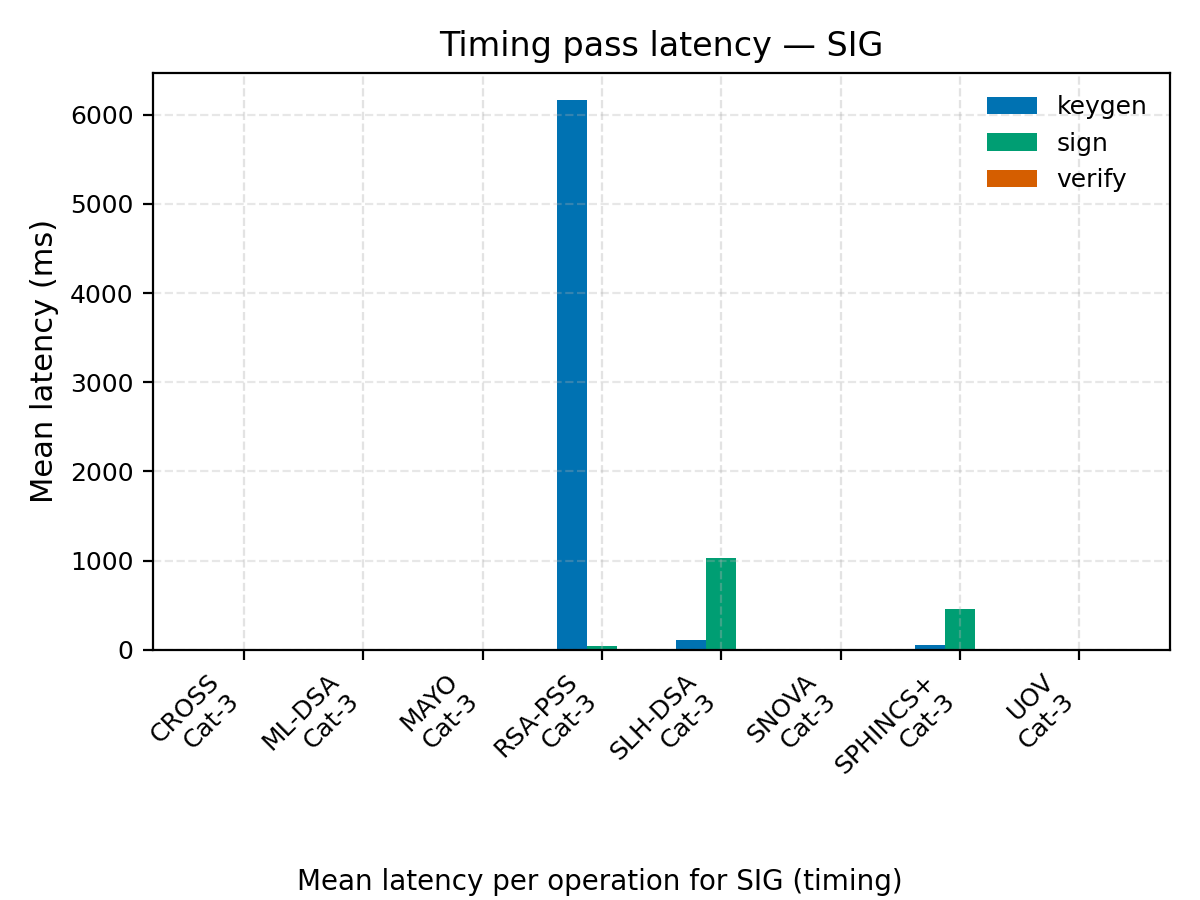 Timing pass latency — SIG
Mean latency (ms)
6000
5000
4000
3000
2000
1000
0
keygen
sign
verify
CROSS
Cat-3
ML-DSA
Cat-3
MAYO
Cat-3
RSA-PSS
Cat-3
SLH-DSA
Cat-3
SNOVA
Cat-3
SPHINCS+
Cat-3
UOV
Cat-3
Mean latency per operation for SIG (timing)